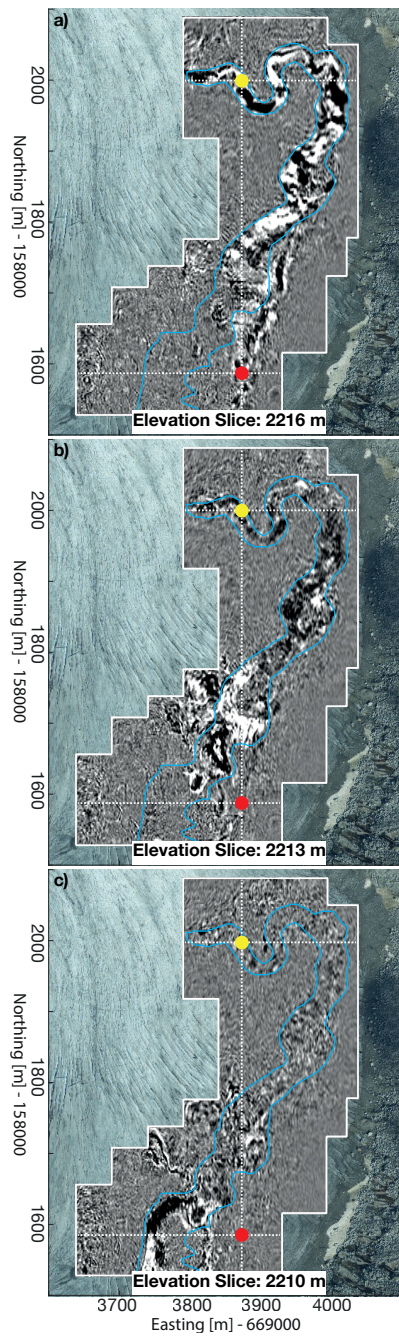 a)
2000
1800
1600
Northing [m] - 158000
Elevation Slice: 2216 m
b)
2000
1800
1600
Northing [m] - 158000
Elevation Slice: 2213 m
c)
2000
1800
1600
Northing [m] - 158000
Elevation Slice: 2210 m
3700 3800 3900 4000
Easting [m] - 669000